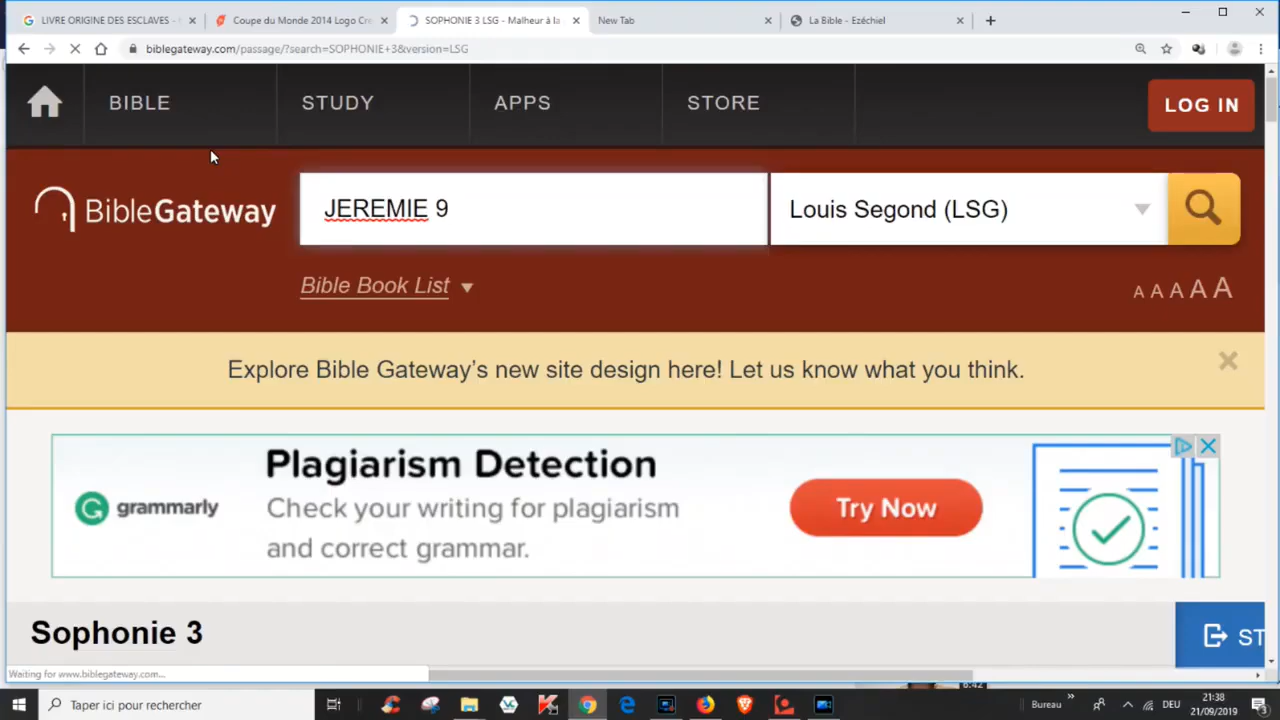 LIVRE ORIGINE DES ESCLAVES -
Coupe du Monde 2014 Logo Cre
SOPHONIE 3 LSG - Malheur à la
New Tab
La Bible - Ezéchiel
biblegateway.com/passage/?search=SOPHONIE+3&version=LSG
BIBLE
STUDY
APPS
STORE
LOG IN
BibleGateway
JEREMIE 9
Louis Segond (LSG)
Bible Book List
A A A A A
Explore Bible Gateway's new site design here! Let us know what you think.
Plagiarism Detection
grammarly
Check your writing for plagiarism
and correct grammar.
Try Now
Sophonie 3
ST
Waiting for www.biblegateway.com...
Taper ici pour rechercher
Bureau
DEU
21:38
21/09/2019